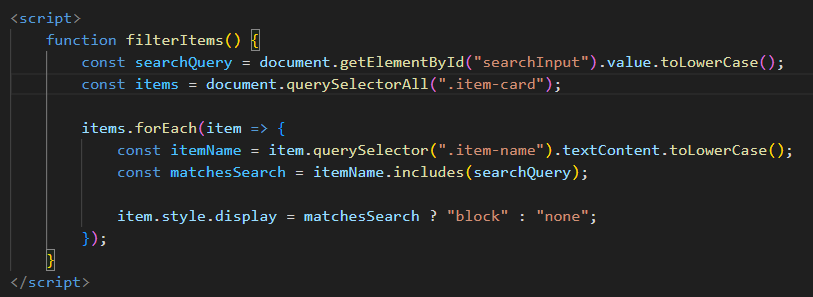 <script>
function filterItems() {
const searchQuery = document.getElementById("searchInput").value.toLowerCase();
const items = document.querySelectorAll(".item-card");
items.forEach(item => {
const itemName = item.querySelector(".item-name").textContent.toLowerCase();
const matchesSearch = itemName.includes(searchQuery);
item.style.display = matchesSearch ? "block" : "none";
});
}
</script>